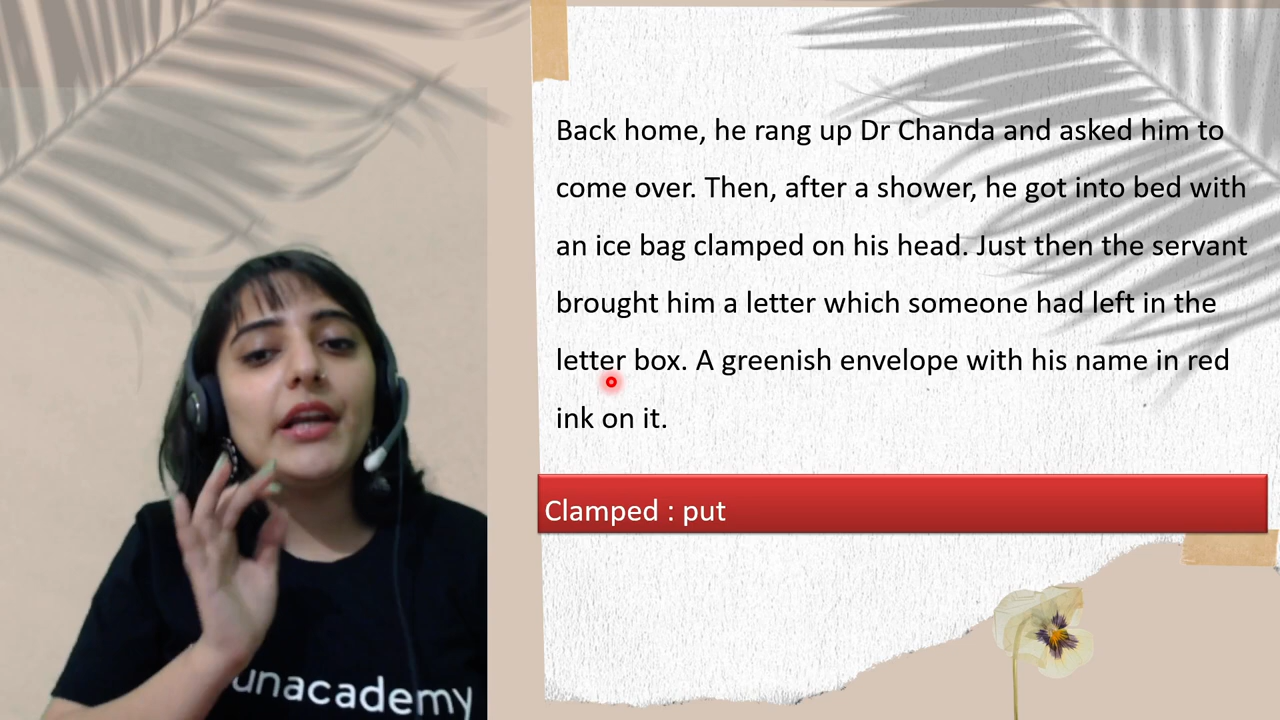 Back home, he rang up Dr Chanda and asked him to
come over. Then, after a shower, he got into bed with
an ice bag clamped on his head. Just then the servant
brought him a letter which someone had left in the
letter box. A greenish envelope with his name in red
ink on it.
Clamped : put
unacademy